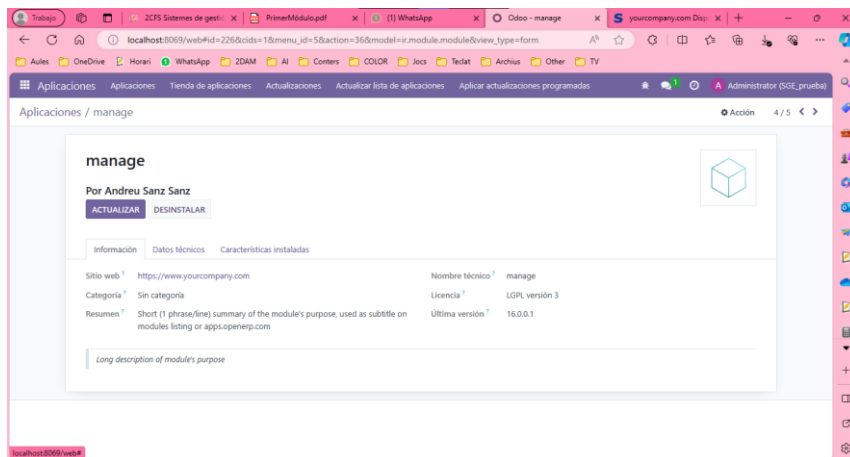 Trabajo
2CFS Sistemes de gestió
PrimerMódulo.pdf
(1) WhatsApp
Odoo - manage
yourcompany.com Disp
localhost:8069/web#id=226&cids=1&menu_id=5&action=36&model=ir.module.module&view_type=form
Aules OneDrive Horari WhatsApp 2DAM AI Conters COLOR Jocs Teclat Archius Other TV
Aplicaciones Aplicaciones Tienda de aplicaciones Actualizaciones Actualizar lista de aplicaciones Aplicar actualizaciones programadas 1 A Administrator (SGE_prueba)
Aplicaciones / manage Acción 4 / 5
manage
Por Andreu Sanz Sanz
ACTUALIZAR DESINSTALAR
Información Datos técnicos Características instaladas
Sitio web ? https://www.yourcompany.com Nombre técnico ? manage
Categoría ? Sin categoría Licencia ? LGPL versión 3
Resumen ? Short (1 phrase/line) summary of the module's purpose, used as subtitle on Última versión ? 16.0.0.1
modules listing or apps.openerp.com
Long description of module's purpose
localhost:8069/web#